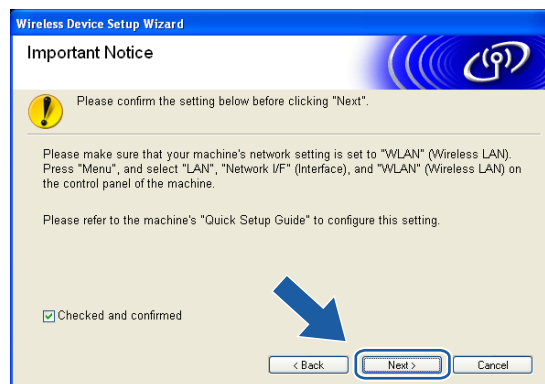 Wireless Device Setup Wizard
Important Notice
Please confirm the setting below before clicking "Next".
Please make sure that your machine's network setting is set to "WLAN" (Wireless LAN).
Press "Menu", and select "LAN", "Network I/F" (Interface), and "WLAN" (Wireless LAN) on
the control panel of the machine.
Please refer to the machine's "Quick Setup Guide" to configure this setting.
Checked and confirmed
< Back
Next >
Cancel